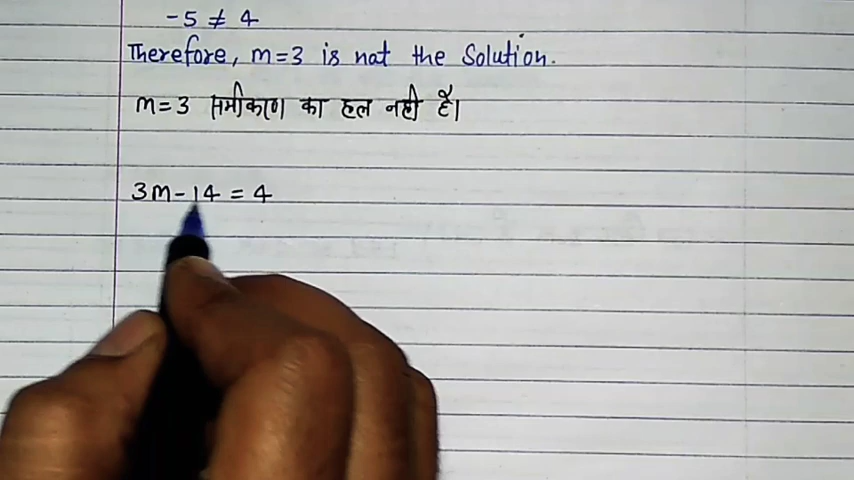 -5 ≠ 4
Therefore, m=3 is not the Solution.
m=3 समीकरण का हल नही है।
3m-14 = 4